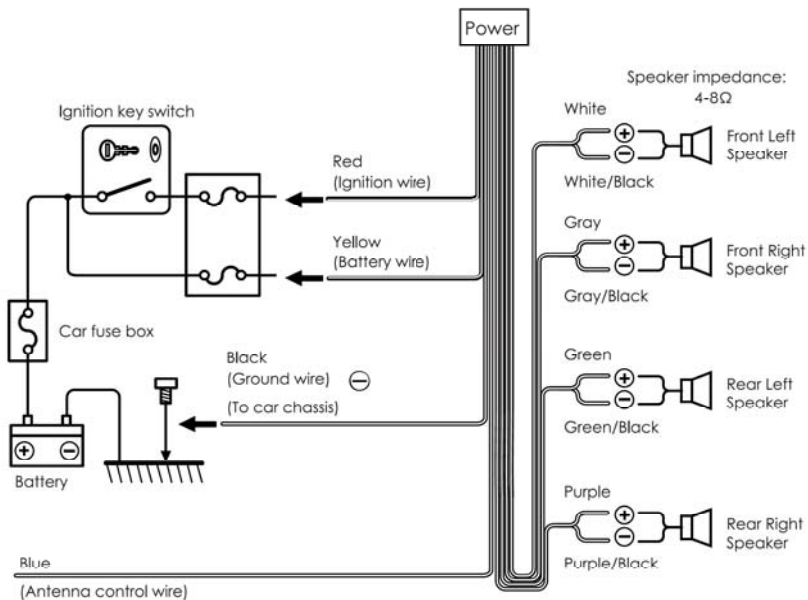 Power
Speaker impedance:
4-8Ω
Ignition key switch
Red
(Ignition wire)
Yellow
(Battery wire)
Car fuse box
Black
(Ground wire) ⊖
(To car chassis)
⊕ ⊖
Battery
Blue
(Antenna control wire)
White
⊕
⊖
White/Black
Front Left
Speaker
Gray
⊕
⊖
Gray/Black
Front Right
Speaker
Green
⊕
⊖
Green/Black
Rear Left
Speaker
Purple
⊕
⊖
Purple/Black
Rear Right
Speaker